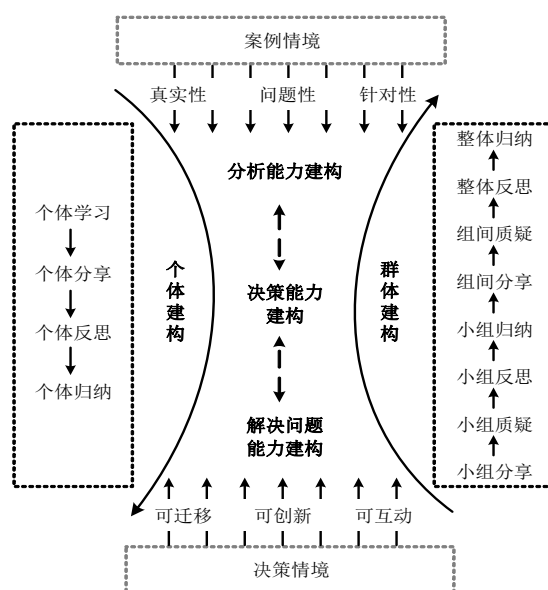 案例情境
真实性
问题性
针对性
分析能力建构
个体学习
个体分享
个体反思
个体归纳
个体建构
决策能力
建构
群体建构
整体归纳
整体反思
组间质疑
组间分享
小组归纳
小组反思
小组质疑
小组分享
解决问题
能力建构
可迁移
可创新
可互动
决策情境